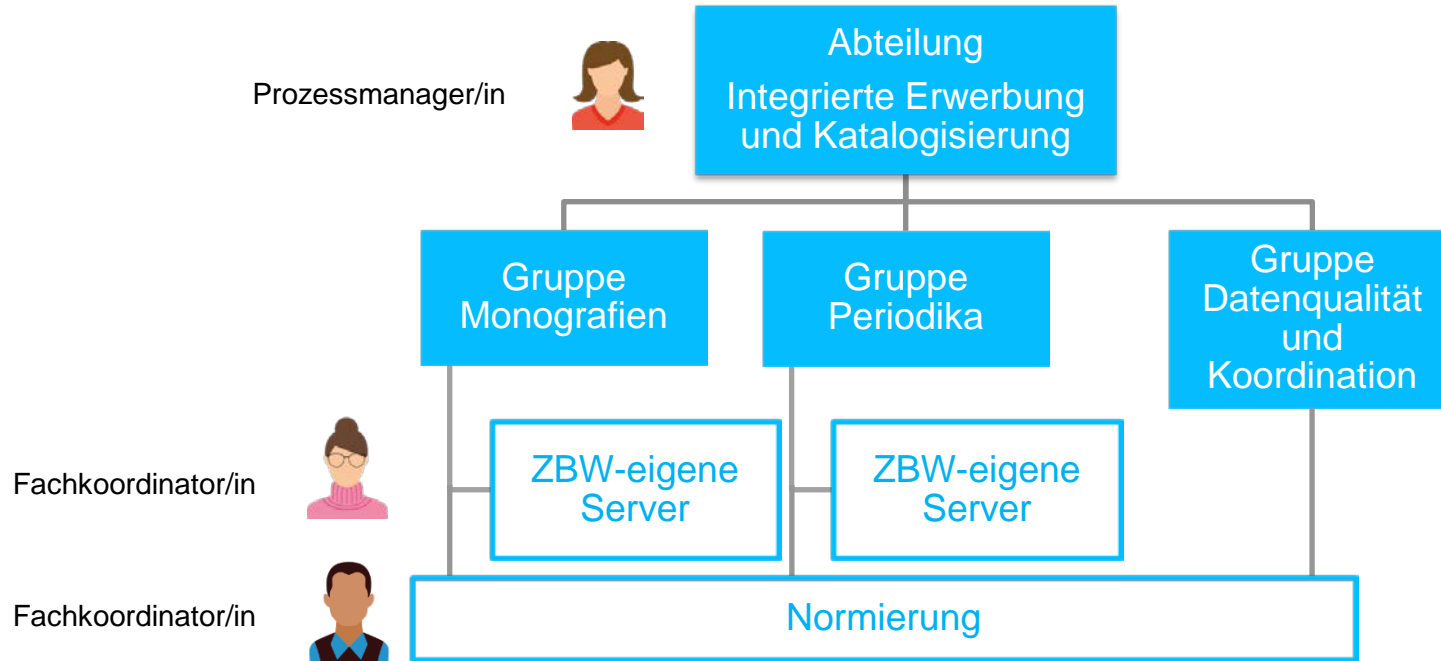 Prozessmanager/in
Abteilung
Integrierte Erwerbung
und Katalogisierung
Gruppe
Monografien
Gruppe
Periodika
Gruppe
Datenqualität
und
Koordination
Fachkoordinator/in
ZBW-eigene
Server
ZBW-eigene
Server
Fachkoordinator/in
Normierung